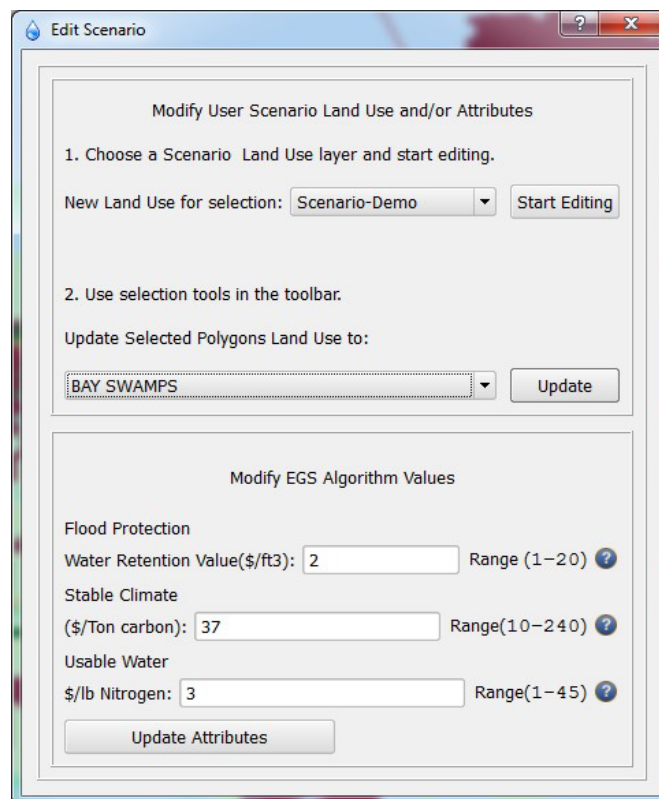 Edit Scenario
Modify User Scenario Land Use and/or Attributes
1. Choose a Scenario Land Use layer and start editing.
New Land Use for selection: Scenario-Demo Start Editing
2. Use selection tools in the toolbar.
Update Selected Polygons Land Use to:
BAY SWAMPS Update
Modify EGS Algorithm Values
Flood Protection
Water Retention Value($/ft3): 2 Range (1-20) ?
Stable Climate
($/Ton carbon): 37 Range(10-240) ?
Usable Water
$/lb Nitrogen: 3 Range(1-45) ?
Update Attributes